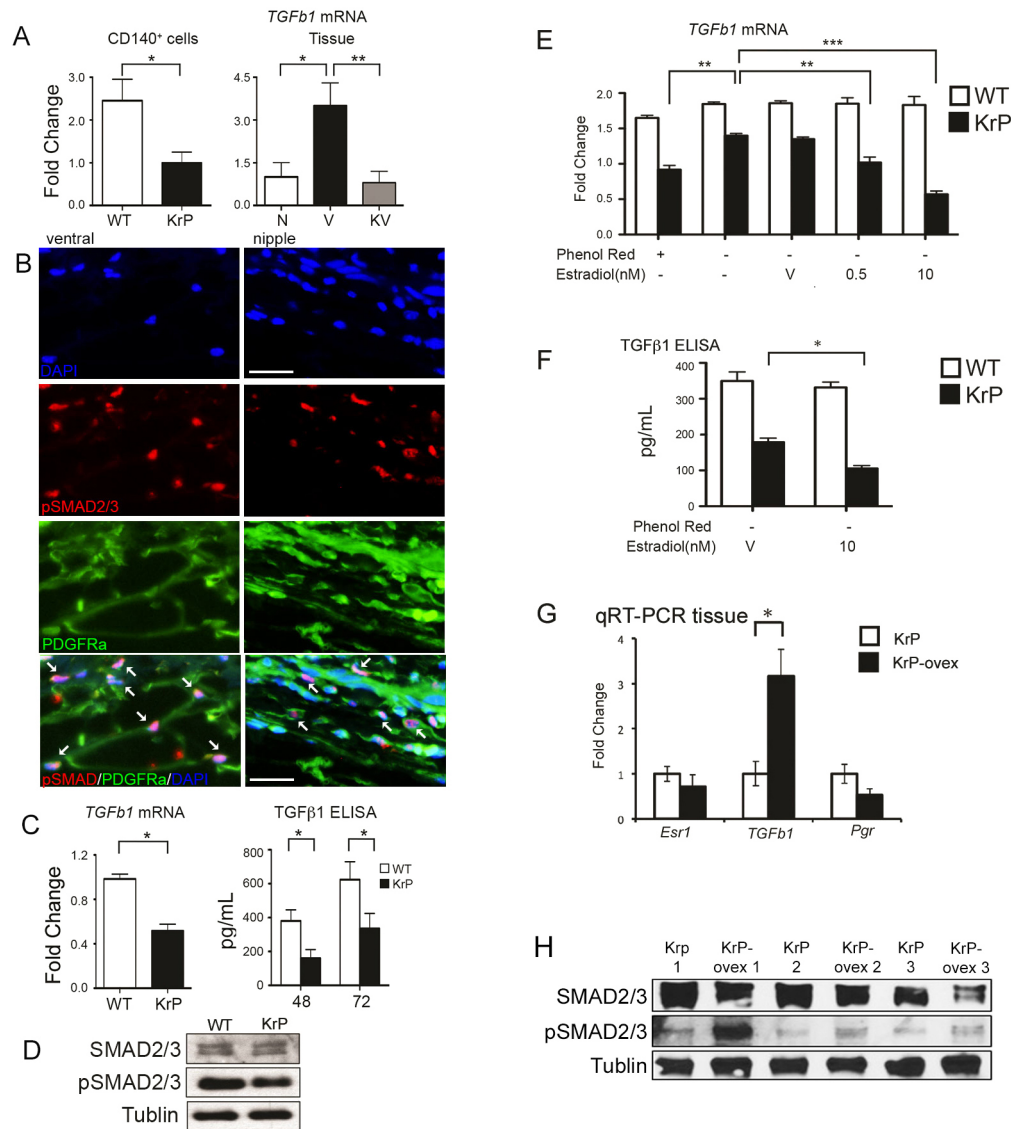 A
TGFb1 mRNA
CD140+ cells
Tissue
*
*
**
Fold Change
3.0
2.0
1.0
0
4.5
3.0
1.5
0
WT
KrP
N
V
KV
B
ventral
nipple
DAPI
pSMAD2/3
PDGFRa
pSMAD/PDGFRa/DAPI
C
TGFb1 mRNA
TGFβ1 ELISA
*
*
*
Fold Change
1.2
0.8
0.4
0.0
WT
KrP
pg/mL
800
600
400
200
0
48
72
WT
KrP
D
WT
KrP
SMAD2/3
pSMAD2/3
Tublin
E
TGFb1 mRNA
***
**
**
WT
KrP
Fold Change
2.0
1.5
1.0
0.5
0
Phenol Red
+
-
-
-
-
Estradiol(nM)
-
-
V
0.5
10
F
TGFβ1 ELISA
*
WT
KrP
pg/mL
400
300
200
100
0
Phenol Red
-
-
Estradiol(nM)
V
10
G
qRT-PCR tissue
*
KrP
KrP-ovex
Fold Change
4
3
2
1
0
Esr1
TGFb1
Pgr
H
Krp 1
KrP-ovex 1
KrP 2
KrP-ovex 2
KrP 3
KrP-ovex 3
SMAD2/3
pSMAD2/3
Tublin